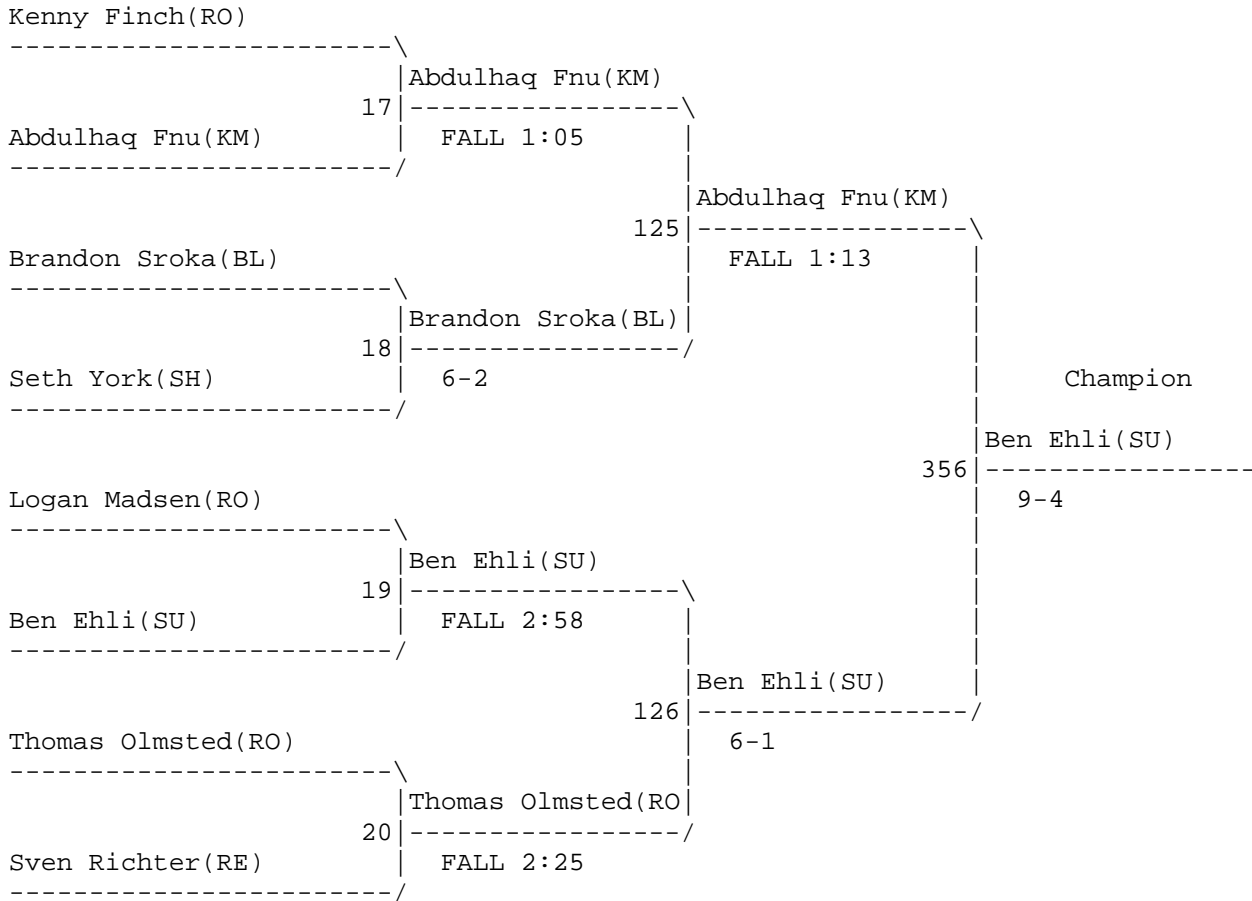 Kenny Finch(RO)
------------------------\
|Abdulhaq Fnu(KM)
17|-----------------\
Abdulhaq Fnu(KM) | FALL 1:05 |
------------------------/ |
|Abdulhaq Fnu(KM)
125|-----------------\
Brandon Sroka(BL) | FALL 1:13 |
------------------------\ | |
|Brandon Sroka(BL)| |
18|-----------------/ |
Seth York(SH) | 6-2 | Champion
------------------------/ |
|Ben Ehli(SU)
356|-----------------
Logan Madsen(RO) | 9-4
------------------------\ |
|Ben Ehli(SU) |
19|-----------------\ |
Ben Ehli(SU) | FALL 2:58 | |
------------------------/ | |
|Ben Ehli(SU) |
126|-----------------/
Thomas Olmsted(RO) | 6-1
------------------------\ |
|Thomas Olmsted(RO|
20|-----------------/
Sven Richter(RE) | FALL 2:25
------------------------/